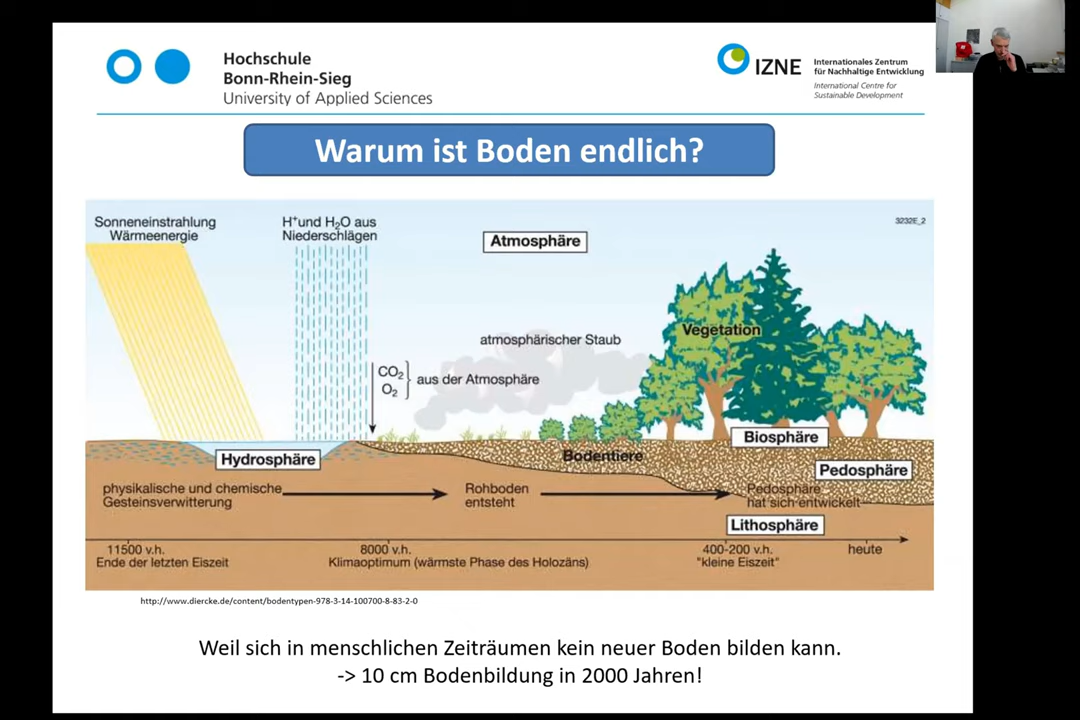 Hochschule
Bonn-Rhein-Sieg
University of Applied Sciences
IZNE
Internationales Zentrum
für Nachhaltige Entwicklung
International Centre for
Sustainable Development
Warum ist Boden endlich?
Sonneneinstrahlung
Wärmeenergie
H⁺und H₂O aus
Niederschlägen
Atmosphäre
3232E_2
atmosphärischer Staub
CO₂
O₂
aus der Atmosphäre
Vegetation
Biosphäre
Hydrosphäre
Bodentiere
Pedosphäre
physikalische und chemische
Gesteinsverwitterung
Rohboden
entsteht
Pedosphäre
hat sich entwickelt
Lithosphäre
11500 v.h.
Ende der letzten Eiszeit
8000 v.h.
Klimaoptimum (wärmste Phase des Holozäns)
400-200 v.h.
"kleine Eiszeit"
heute
http://www.diercke.de/content/bodentypen-978-3-14-100700-8-83-2-0
Weil sich in menschlichen Zeiträumen kein neuer Boden bilden kann.
-> 10 cm Bodenbildung in 2000 Jahren!